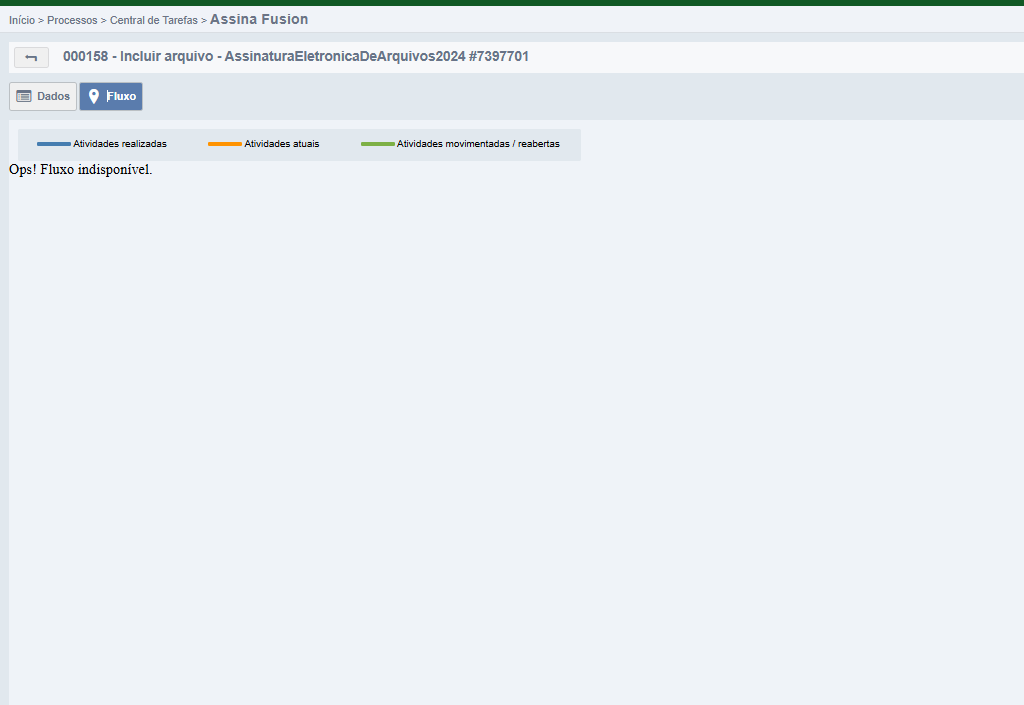 Início > Processos > Central de Tarefas > Assina Fusion
000158 - Incluir arquivo - AssinaturaEletronicaDeArquivos2024 #7397701
Dados Fluxo
Atividades realizadas Atividades atuais Atividades movimentadas / reabertas
Ops! Fluxo indisponível.